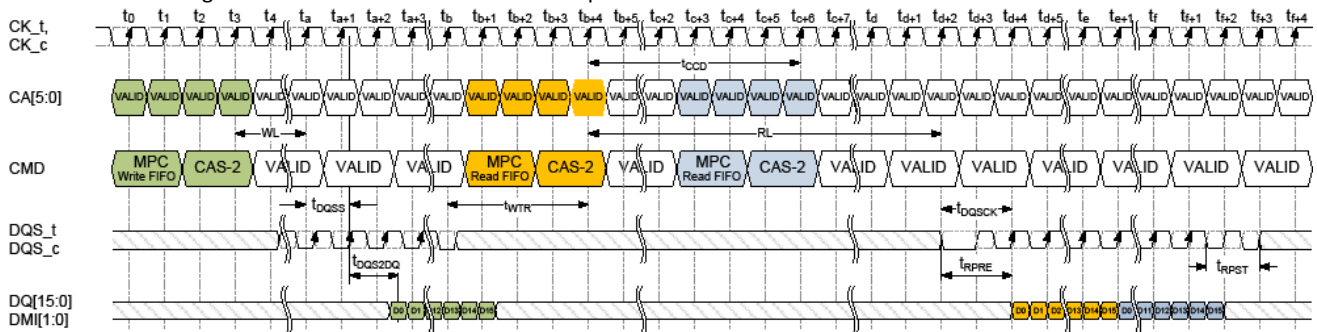 t0 t1 t2 t3 t4 ta ta+1 ta+2 ta+3 tb tb+1 tb+2 tb+3 tb+4 tb+5 tc+2 tc+3 tc+4 tc+5 tc+6 tc+7 td td+1 td+2 td+3 td+4 td+5 te te+1 tf tf+1 tf+2 tf+3 tf+4
CK_t,
CK_c
tCCD
CA[5:0] VALID VALID VALID VALID VALID VALID VALID VALID VALID VALID VALID VALID VALID VALID VALID VALID VALID VALID VALID VALID VALID VALID VALID VALID VALID VALID VALID VALID VALID VALID VALID VALID VALID VALID
WL RL
CMD MPC Write FIFO CAS-2 VALID VALID VALID MPC Read FIFO CAS-2 VALID MPC Read FIFO CAS-2 VALID VALID VALID VALID VALID VALID VALID
tDQSS tWTR tDQSCK
DQS_t
DQS_c
tDQS2DQ tRPRE tRPST
DQ[15:0] D0 D1 D12 D13 D14 D15 D0 D1 D2 D13 D14 D15 D0 D11 D12 D13 D14 D15
DMI[1:0]